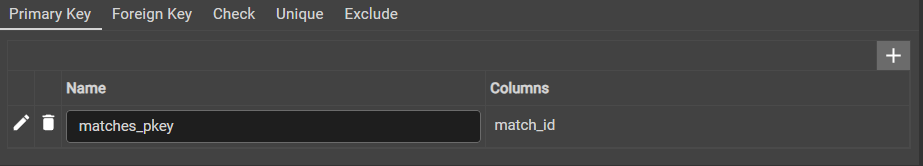 Primary Key Foreign Key Check Unique Exclude
Name Columns
matches_pkey match_id